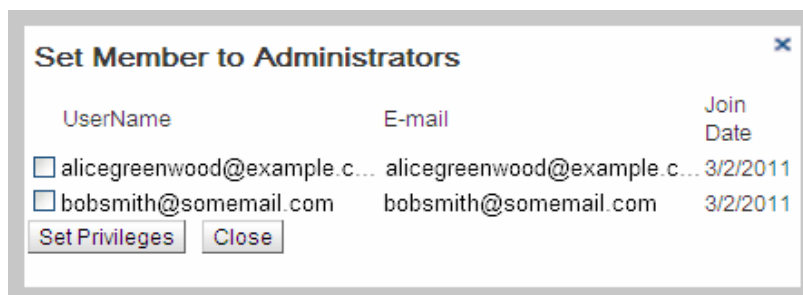 Set Member to Administrators
UserName E-mail Join Date
alicegreenwood@example.c... alicegreenwood@example.c... 3/2/2011
bobsmith@somemail.com bobsmith@somemail.com 3/2/2011
Set Privileges Close